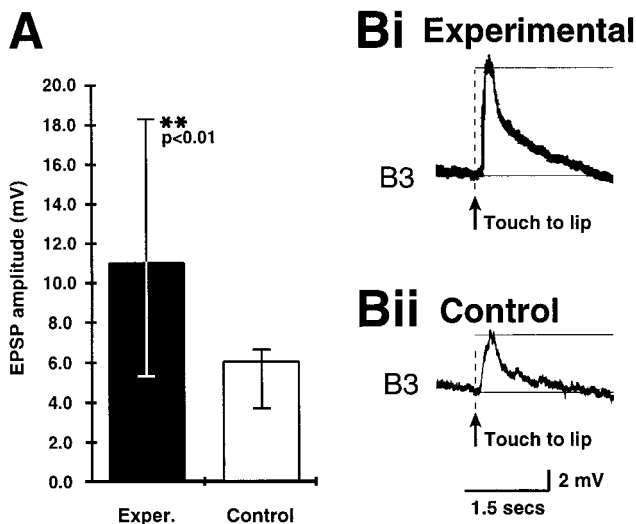 A
EPSP amplitude (mV)
20.0
18.0
16.0
14.0
12.0
10.0
8.0
6.0
4.0
2.0
0.0
**
p<0.01
Exper.
Control
Bi Experimental
B3
Touch to lip
Bii Control
B3
Touch to lip
2 mV
1.5 secs